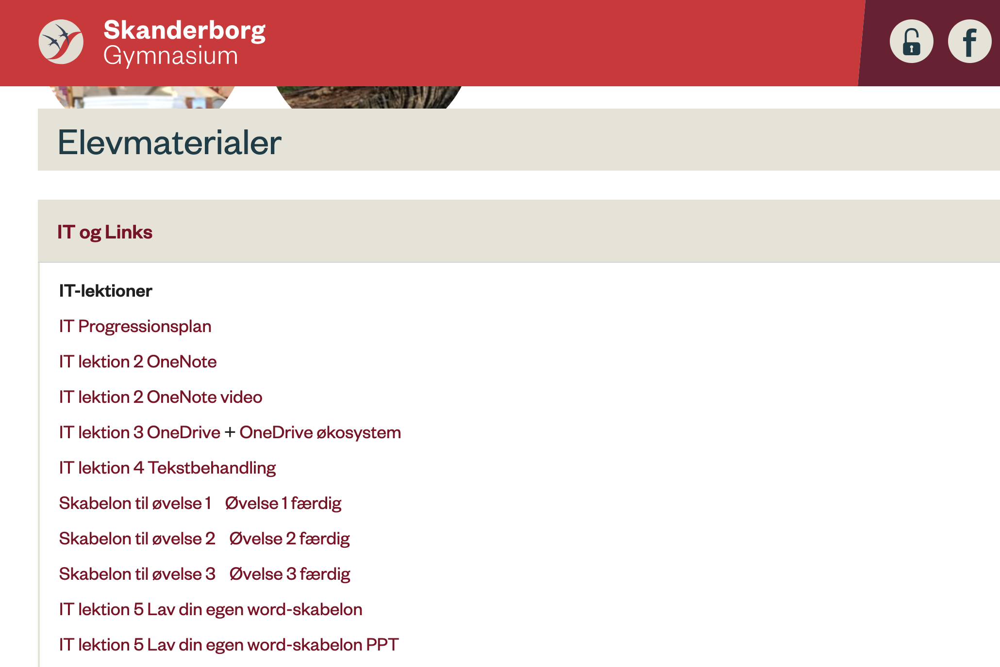 Skanderborg
Gymnasium
Elevmaterialer
IT og Links
IT-lektioner
IT Progressionsplan
IT lektion 2 OneNote
IT lektion 2 OneNote video
IT lektion 3 OneDrive + OneDrive økosystem
IT lektion 4 Tekstbehandling
Skabelon til øvelse 1 Øvelse 1 færdig
Skabelon til øvelse 2 Øvelse 2 færdig
Skabelon til øvelse 3 Øvelse 3 færdig
IT lektion 5 Lav din egen word-skabelon
IT lektion 5 Lav din egen word-skabelon PPT